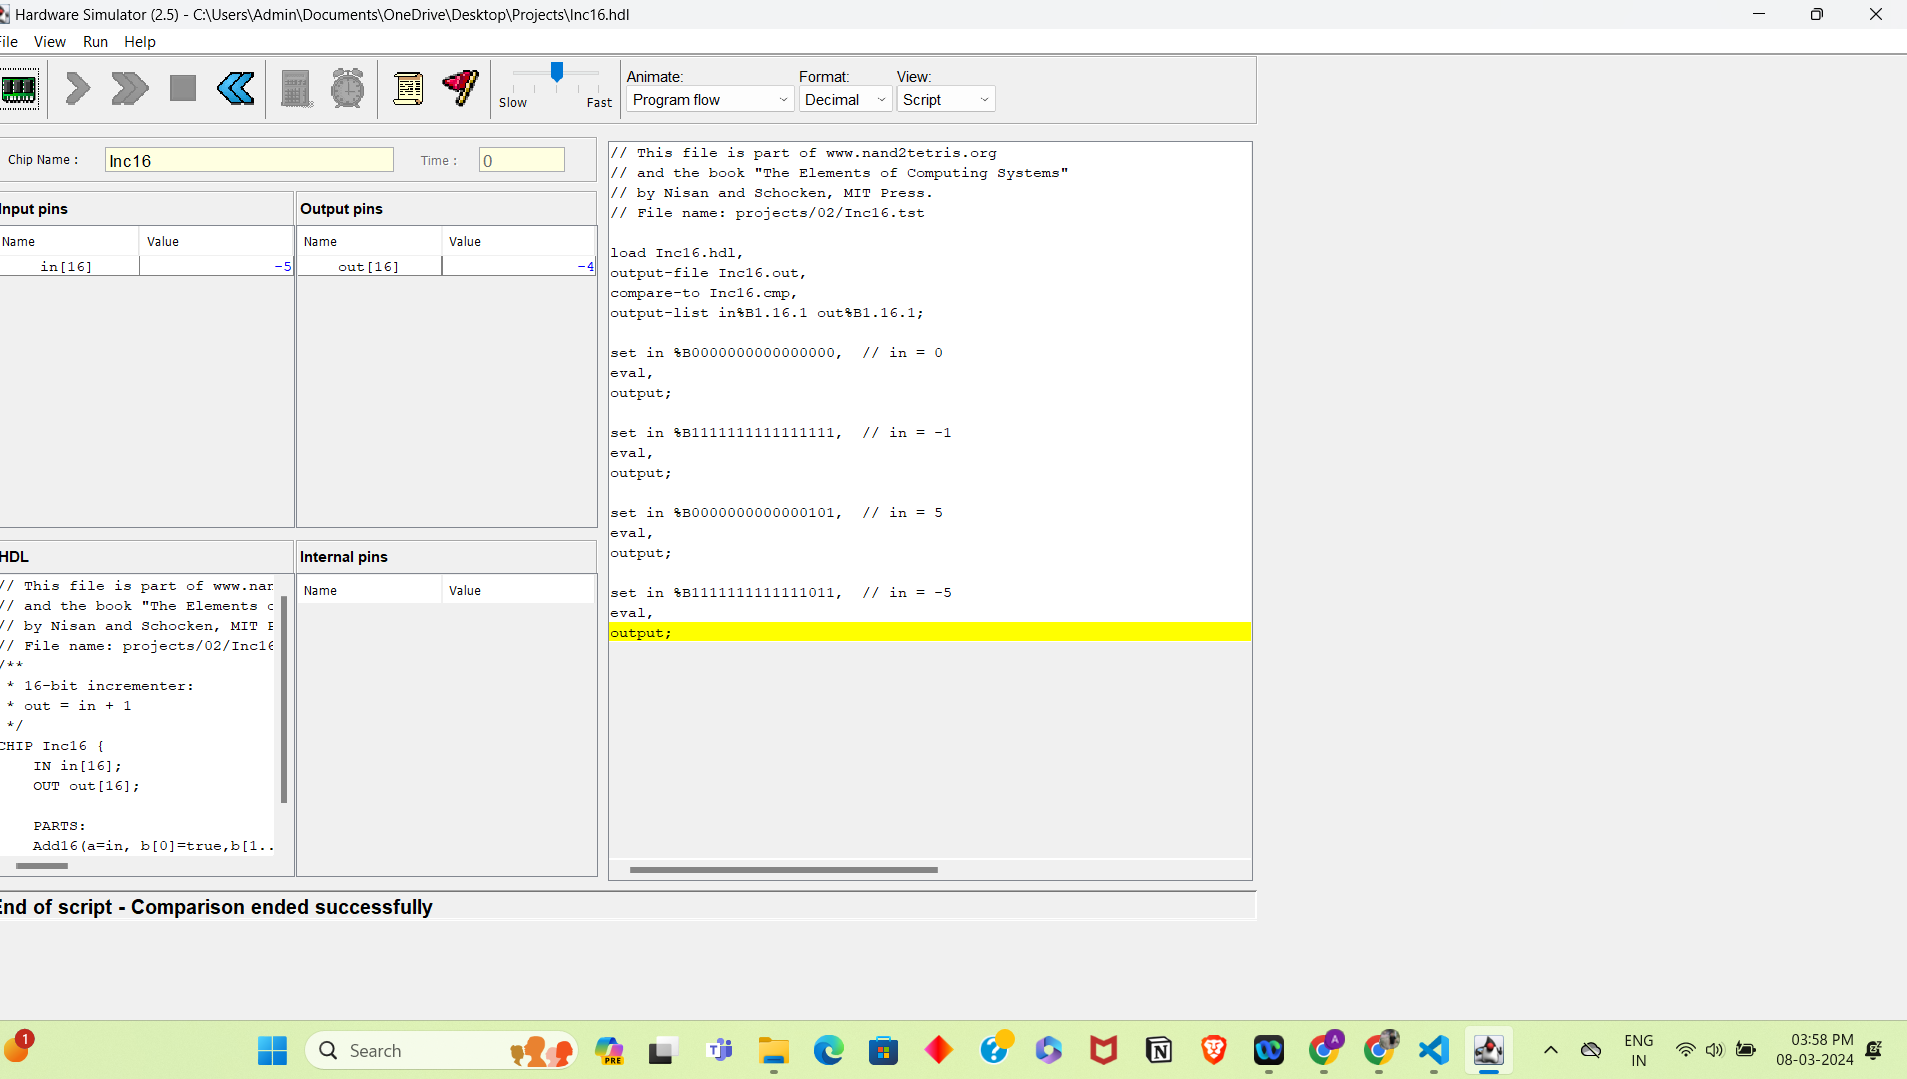 Hardware Simulator (2.5) - C:\Users\Admin\Documents\OneDrive\Desktop\Projects\Inc16.hdl
File View Run Help
Animate: Format: View:
Slow Fast Program flow Decimal Script
Chip Name : Inc16 Time : 0
Input pins
Name Value
in[16] -5
Output pins
Name Value
out[16] -4
HDL
// This file is part of www.nan
// and the book "The Elements o
// by Nisan and Schocken, MIT P
// File name: projects/02/Inc16
/**
* 16-bit incrementer:
* out = in + 1
*/
CHIP Inc16 {
IN in[16];
OUT out[16];
PARTS:
Add16(a=in, b[0]=true,b[1..
Internal pins
Name Value
// This file is part of www.nand2tetris.org
// and the book "The Elements of Computing Systems"
// by Nisan and Schocken, MIT Press.
// File name: projects/02/Inc16.tst
load Inc16.hdl,
output-file Inc16.out,
compare-to Inc16.cmp,
output-list in%B1.16.1 out%B1.16.1;
set in %B0000000000000000, // in = 0
eval,
output;
set in %B1111111111111111, // in = -1
eval,
output;
set in %B0000000000000101, // in = 5
eval,
output;
set in %B1111111111111011, // in = -5
eval,
output;
End of script - Comparison ended successfully
1
Search
PRE
A
ENG
IN
03:58 PM
08-03-2024